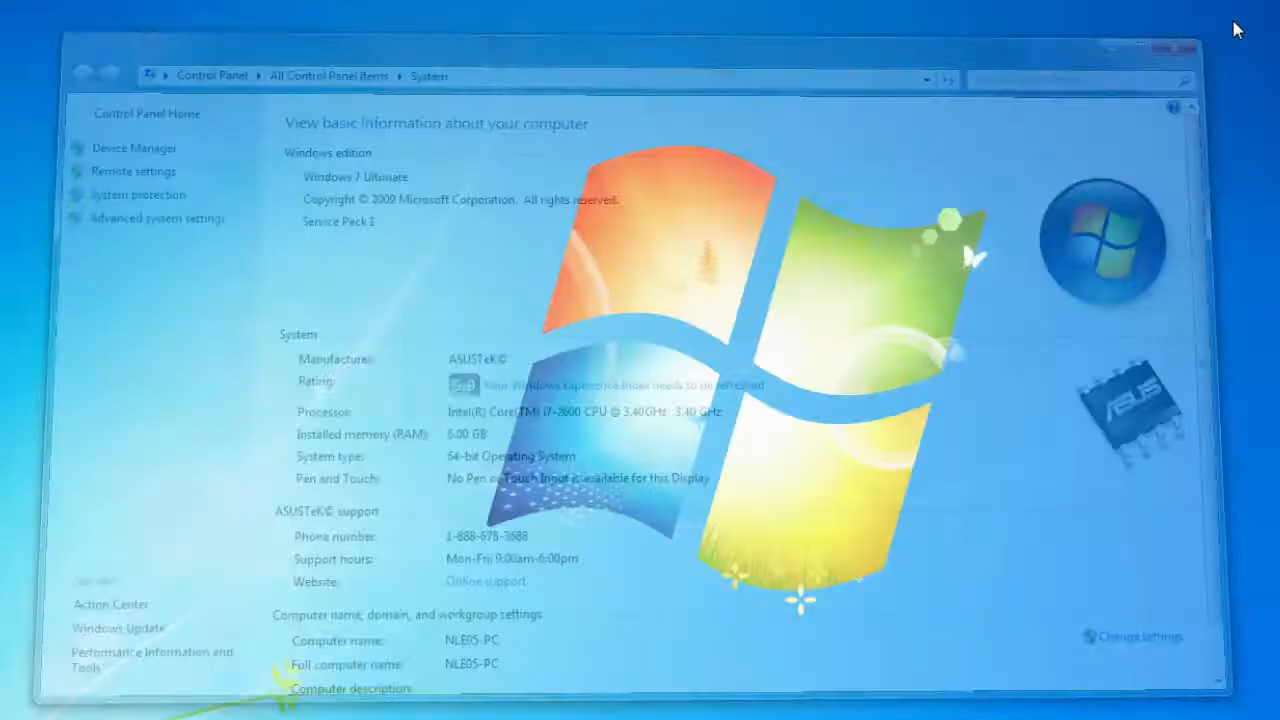 Control Panel All Control Panel Items System
Control Panel Home
Device Manager
Remote settings
System protection
Advanced system settings
View basic information about your computer
Windows edition
Windows 7 Ultimate
Copyright © 2009 Microsoft Corporation. All rights reserved.
Service Pack 1
System
Manufacturer: ASUSTeK©
Rating: 5.9 Your Windows Experience Index needs to be refreshed
Processor: Intel(R) Core(TM) i7-2600 CPU @ 3.40GHz 3.40 GHz
Installed memory (RAM): 6.00 GB
System type: 64-bit Operating System
Pen and Touch: No Pen or Touch Input is available for this Display
ASUS
ASUSTeK© support
Phone number: 1-888-678-3688
Support hours: Mon-Fri 9:00am-6:00pm
Website: Online support
Computer name, domain, and workgroup settings
Computer name: NLE05-PC
Change settings
Full computer name: NLE05-PC
Computer description:
See also
Action Center
Windows Update
Performance Information and
Tools